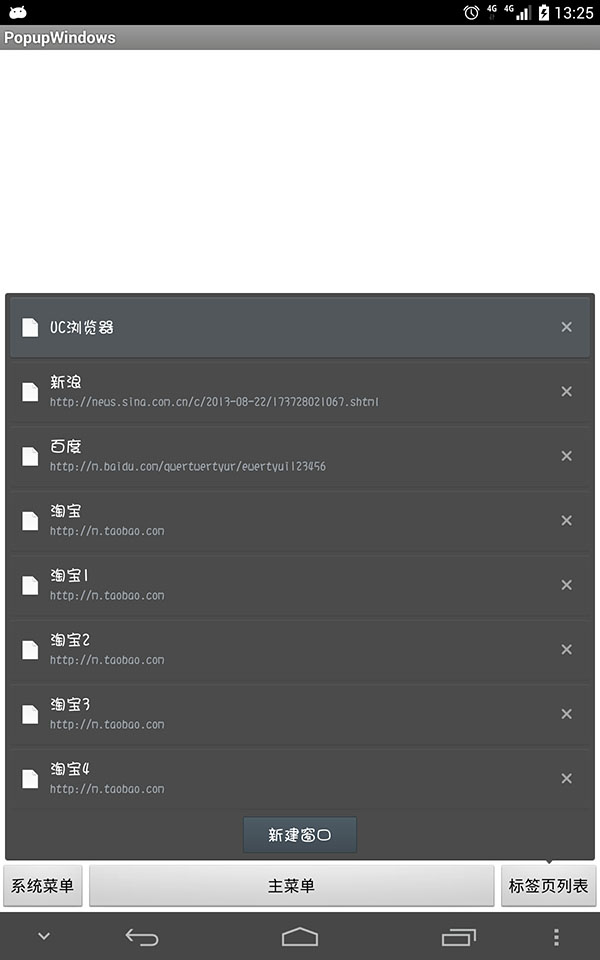 4G 4G 13:25
PopupWindows
UC浏览器
新浪
http://news.sina.com.cn/c/2013-08-22/173728021067.shtml
百度
http://m.baidu.com/quertwertyur/ewertyu1123456
淘宝
http://m.taobao.com
淘宝1
http://m.taobao.com
淘宝2
http://m.taobao.com
淘宝3
http://m.taobao.com
淘宝4
http://m.taobao.com
新建窗口
系统菜单 主菜单 标签页列表